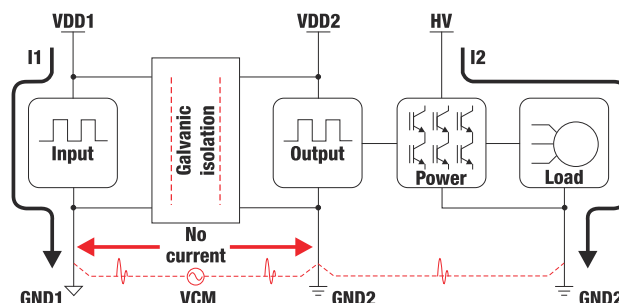 VDD1
VDD2
HV
I1
I2
Input
Galvanic
isolation
Output
Power
Load
No
current
GND1
VCM
GND2
GND2